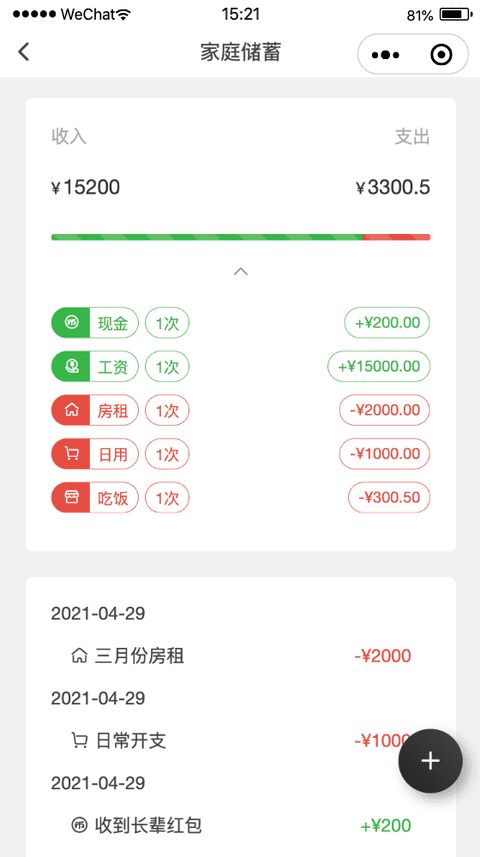 WeChat 15:21 81%
家庭储蓄
收入 支出
¥15200 ¥3300.5
现金 1次 +¥200.00
工资 1次 +¥15000.00
房租 1次 -¥2000.00
日用 1次 -¥1000.00
吃饭 1次 -¥300.50
2021-04-29
三月份房租 -¥2000
2021-04-29
日常开支 -¥1000
2021-04-29
收到长辈红包 +¥200